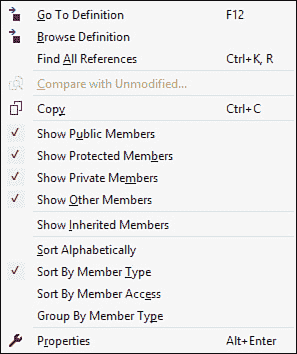 Go To Definition F12
Browse Definition
Find All References Ctrl+K, R
Compare with Unmodified...
Copy Ctrl+C
Show Public Members
Show Protected Members
Show Private Members
Show Other Members
Show Inherited Members
Sort Alphabetically
Sort By Member Type
Sort By Member Access
Group By Member Type
Properties Alt+Enter